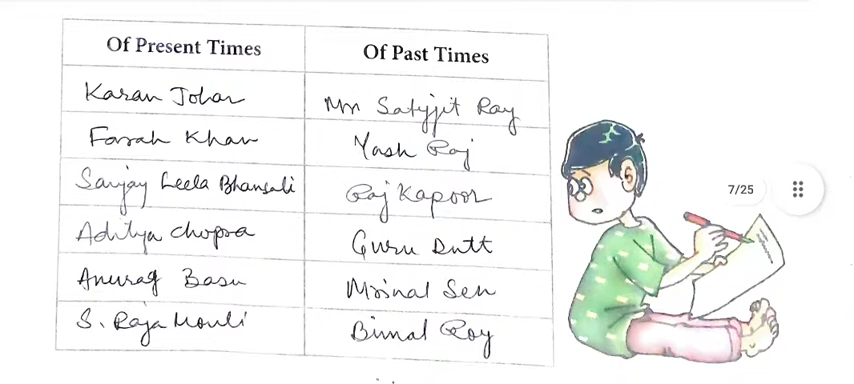 Of Present Times Of Past Times
Karan Johar Mr Satyjit Ray
Farah Khan Yash Raj
Sanjay Leela Bhansali Raj Kapoor
Aditya Chopra Guru Dutt
Anurag Basu Mrinal Sen
S. Raja Mouli Bimal Roy
7/25